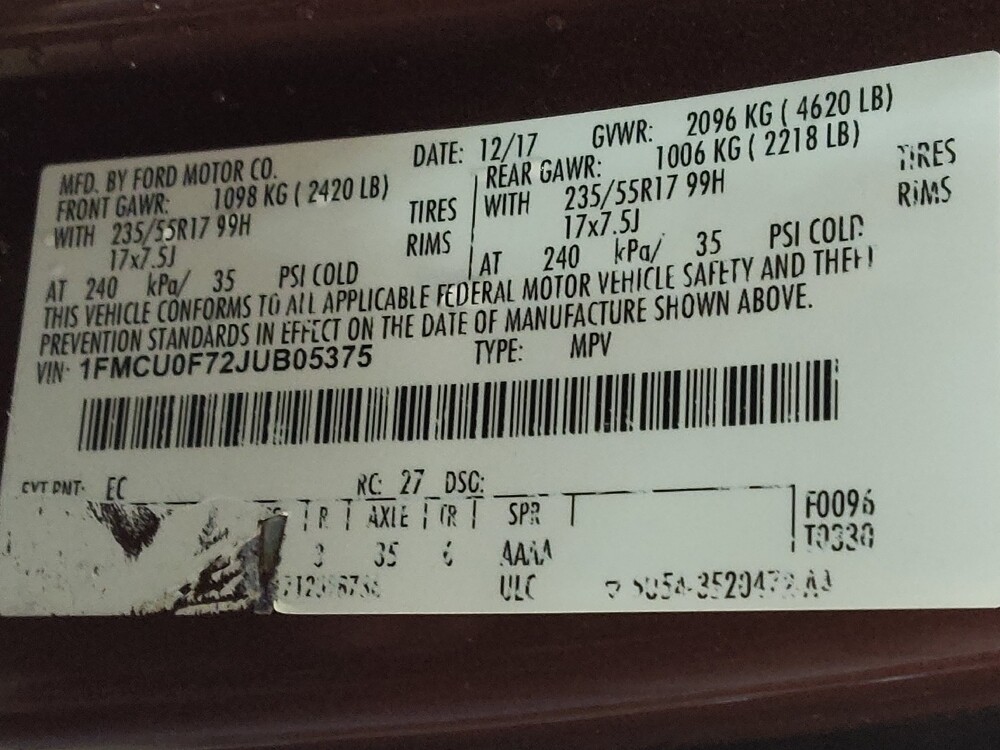 MFD. BY FORD MOTOR CO. DATE: 12/17 GVWR: 2096 KG ( 4620 LB)
FRONT GAWR: 1098 KG ( 2420 LB) REAR GAWR: 1006 KG ( 2218 LB)
WITH 235/55R17 99H TIRES WITH 235/55R17 99H TIRES
17x7.5J RIMS 17x7.5J RIMS
AT 240 kPa/ 35 PSI COLD AT 240 kPa/ 35 PSI COLD
THIS VEHICLE CONFORMS TO ALL APPLICABLE FEDERAL MOTOR VEHICLE SAFETY AND THEFT
PREVENTION STANDARDS IN EFFECT ON THE DATE OF MANUFACTURE SHOWN ABOVE.
VIN: 1FMCU0F72JUB05375 TYPE: MPV
EXT PNT: EC RC: 27 DSO:
R AXLE TR SPR F0096
35 6 AAAA T0330
ULC